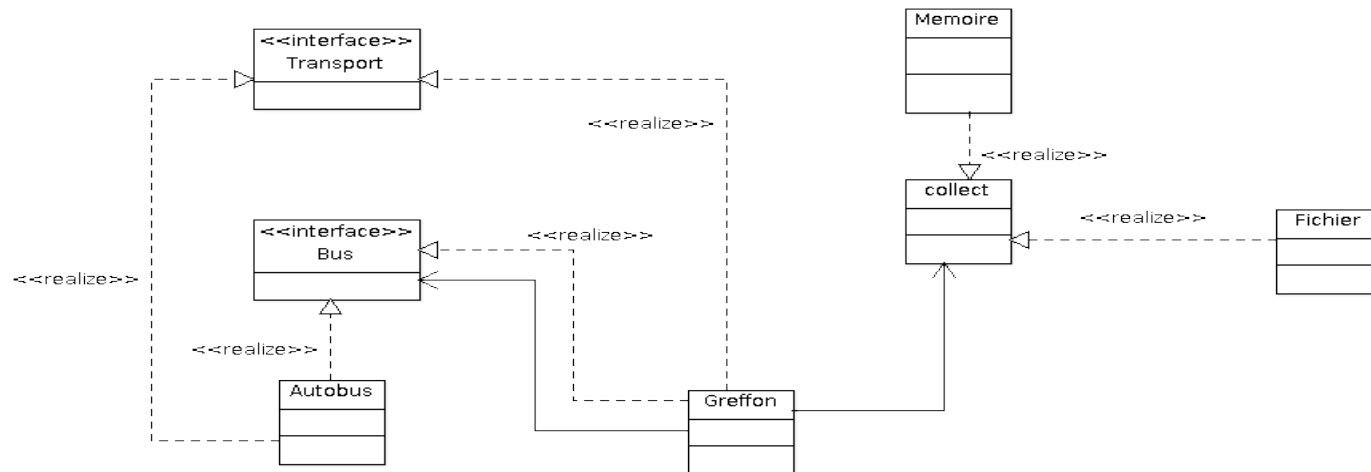 Memoire
<<interface>>
Transport
<<realize>>
<<realize>>
collect
<<realize>>
Fichier
<<interface>>
Bus
<<realize>>
<<realize>>
<<realize>>
Autobus
Greffon